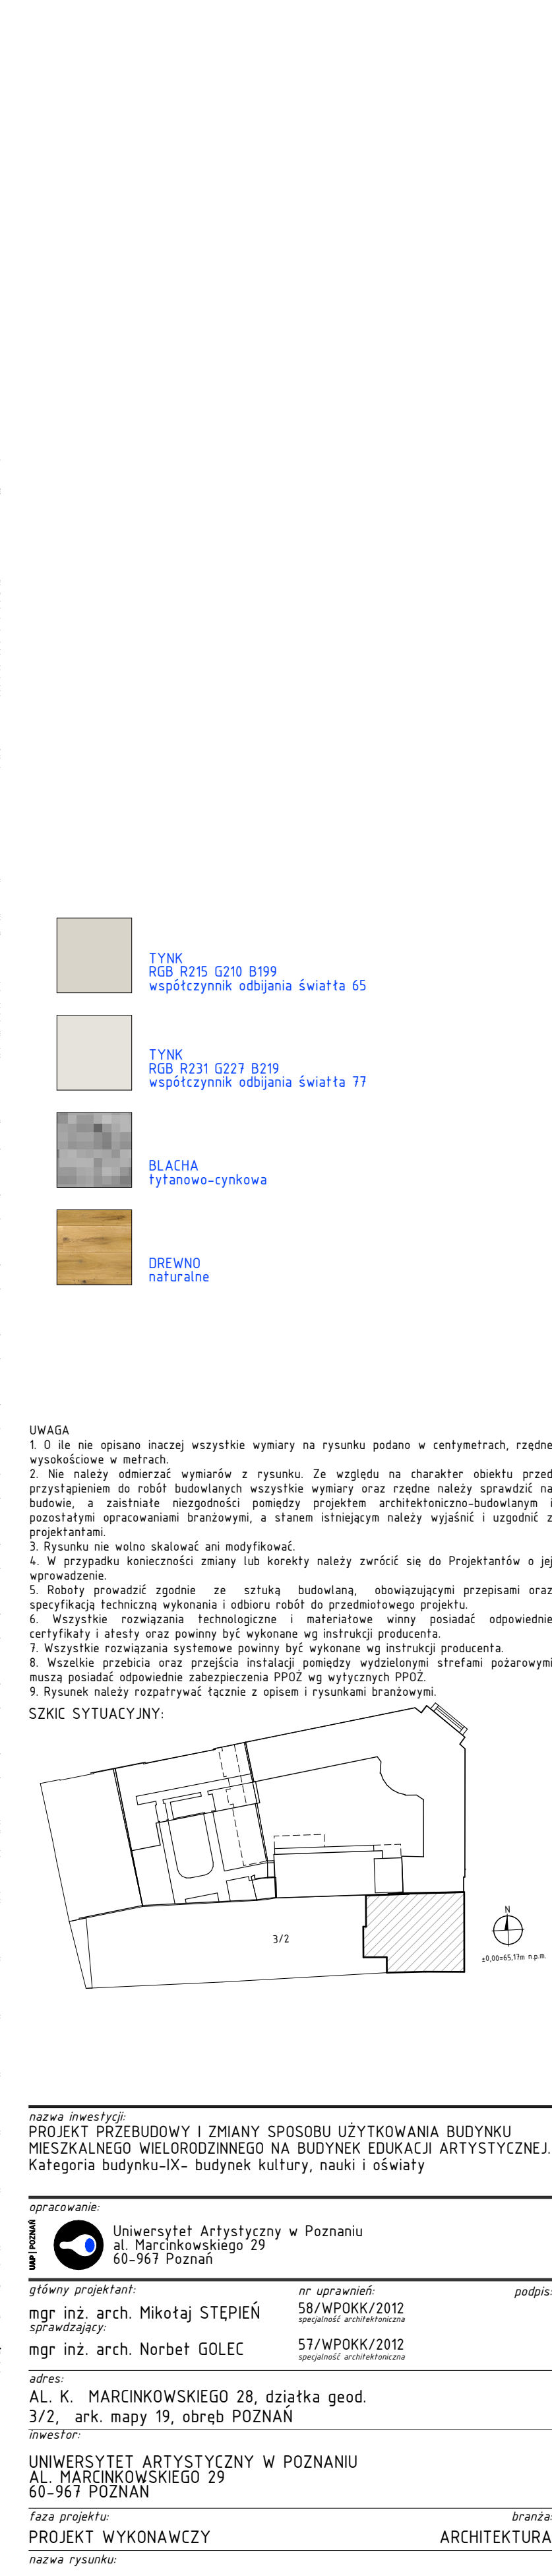 TYNK
RGB R215 G210 B199
współczynnik odbijania światła 65
TYNK
RGB R231 G227 B219
współczynnik odbijania światła 77
BLACHA
tytanowo-cynkowa
DREWNO
naturalne
UWAGA
1. O ile nie opisano inaczej wszystkie wymiary na rysunku podano w centymetrach, rzędne
wysokościowe w metrach.
2. Nie należy odmierzać wymiarów z rysunku. Ze względu na charakter obiektu przed
przystąpieniem do robót budowlanych wszystkie wymiary oraz rzędne należy sprawdzić na
budowie, a zaistniałe niezgodności pomiędzy projektem architektoniczno-budowlanym i
pozostałymi opracowaniami branżowymi, a stanem istniejącym należy wyjaśnić i uzgodnić z
projektantami.
3. Rysunku nie wolno skalować ani modyfikować.
4. W przypadku konieczności zmiany lub korekty należy zwrócić się do Projektantów o jej
wprowadzenie.
5. Roboty prowadzić zgodnie ze sztuką budowlaną, obowiązującymi przepisami oraz
specyfikacją techniczną wykonania i odbioru robót do przedmiotowego projektu.
6. Wszystkie rozwiązania technologiczne i materiałowe winny posiadać odpowiednie
certyfikaty i atesty oraz powinny być wykonane wg instrukcji producenta.
7. Wszystkie rozwiązania systemowe powinny być wykonane wg instrukcji producenta.
8. Wszelkie przebicia oraz przejścia instalacji pomiędzy wydzielonymi strefami pożarowymi
muszą posiadać odpowiednie zabezpieczenia PPOŻ wg wytycznych PPOŻ.
9. Rysunek należy rozpatrywać łącznie z opisem i rysunkami branżowymi.
SZKIC SYTUACYJNY:
N
3/2
±0,00=65,17m n.p.m.
nazwa inwestycji:
PROJEKT PRZEBUDOWY I ZMIANY SPOSOBU UŻYTKOWANIA BUDYNKU
MIESZKALNEGO WIELORODZINNEGO NA BUDYNEK EDUKACJI ARTYSTYCZNEJ.
Kategoria budynku-IX- budynek kultury, nauki i oświaty
opracowanie:
UAP | POZNAŃ
Uniwersytet Artystyczny w Poznaniu
al. Marcinkowskiego 29
60-967 Poznań
główny projektant: nr uprawnień: podpis:
mgr inż. arch. Mikołaj STĘPIEŃ 58/WPOKK/2012
specjalność architektoniczna
sprawdzający:
mgr inż. arch. Norbet GOLEC 57/WPOKK/2012
specjalność architektoniczna
adres:
AL. K. MARCINKOWSKIEGO 28, działka geod.
3/2, ark. mapy 19, obręb POZNAŃ
inwestor:
UNIWERSYTET ARTYSTYCZNY W POZNANIU
AL. MARCINKOWSKIEGO 29
60-967 POZNAŃ
faza projektu: branża:
PROJEKT WYKONAWCZY ARCHITEKTURA
nazwa rysunku: